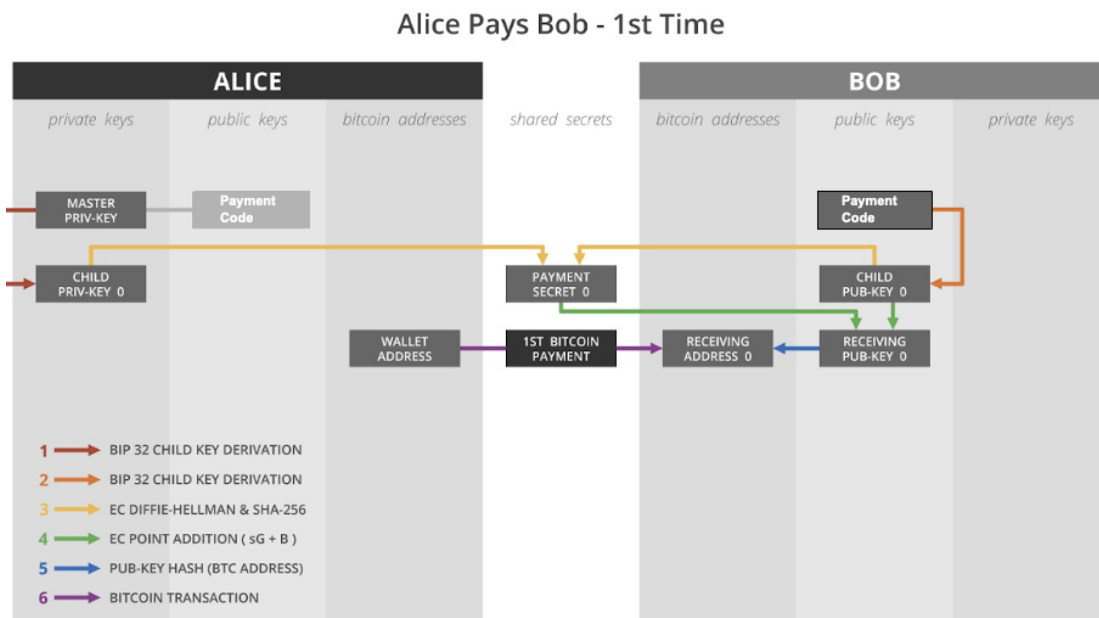 Alice Pays Bob - 1st Time
ALICE
BOB
private keys
public keys
bitcoin addresses
shared secrets
bitcoin addresses
public keys
private keys
MASTER
PRIV-KEY
Payment
Code
Payment
Code
CHILD
PRIV-KEY 0
PAYMENT
SECRET 0
CHILD
PUB-KEY 0
WALLET
ADDRESS
1ST BITCOIN
PAYMENT
RECEIVING
ADDRESS 0
RECEIVING
PUB-KEY 0
1 BIP 32 CHILD KEY DERIVATION
2 BIP 32 CHILD KEY DERIVATION
3 EC DIFFIE-HELLMAN & SHA-256
4 EC POINT ADDITION ( sG + B )
5 PUB-KEY HASH (BTC ADDRESS)
6 BITCOIN TRANSACTION